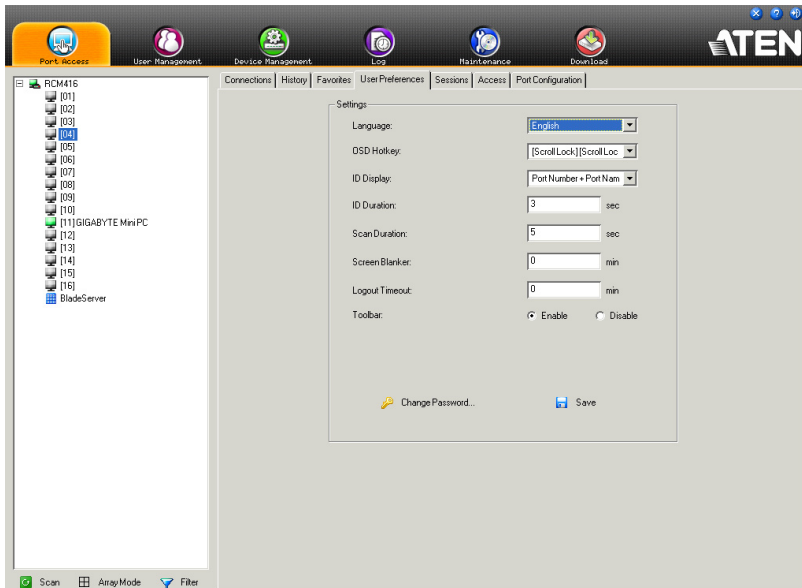 Port Access
User Management
Device Management
Log
Maintenance
Download
ATEN
RCM416
[01]
[02]
[03]
[04]
[05]
[06]
[07]
[08]
[09]
[10]
[11]GIGABYTE Mini PC
[12]
[13]
[14]
[15]
[16]
BladeServer
Connections
History
Favorites
User Preferences
Sessions
Access
Port Configuration
Settings
Language: English
OSD Hotkey: [Scroll Lock] [Scroll Loc
ID Display: Port Number + Port Nam
ID Duration: 3 sec
Scan Duration: 5 sec
Screen Blanker: 0 min
Logout Timeout: 0 min
Toolbar: Enable Disable
Change Password... Save
Scan Array Mode Filter